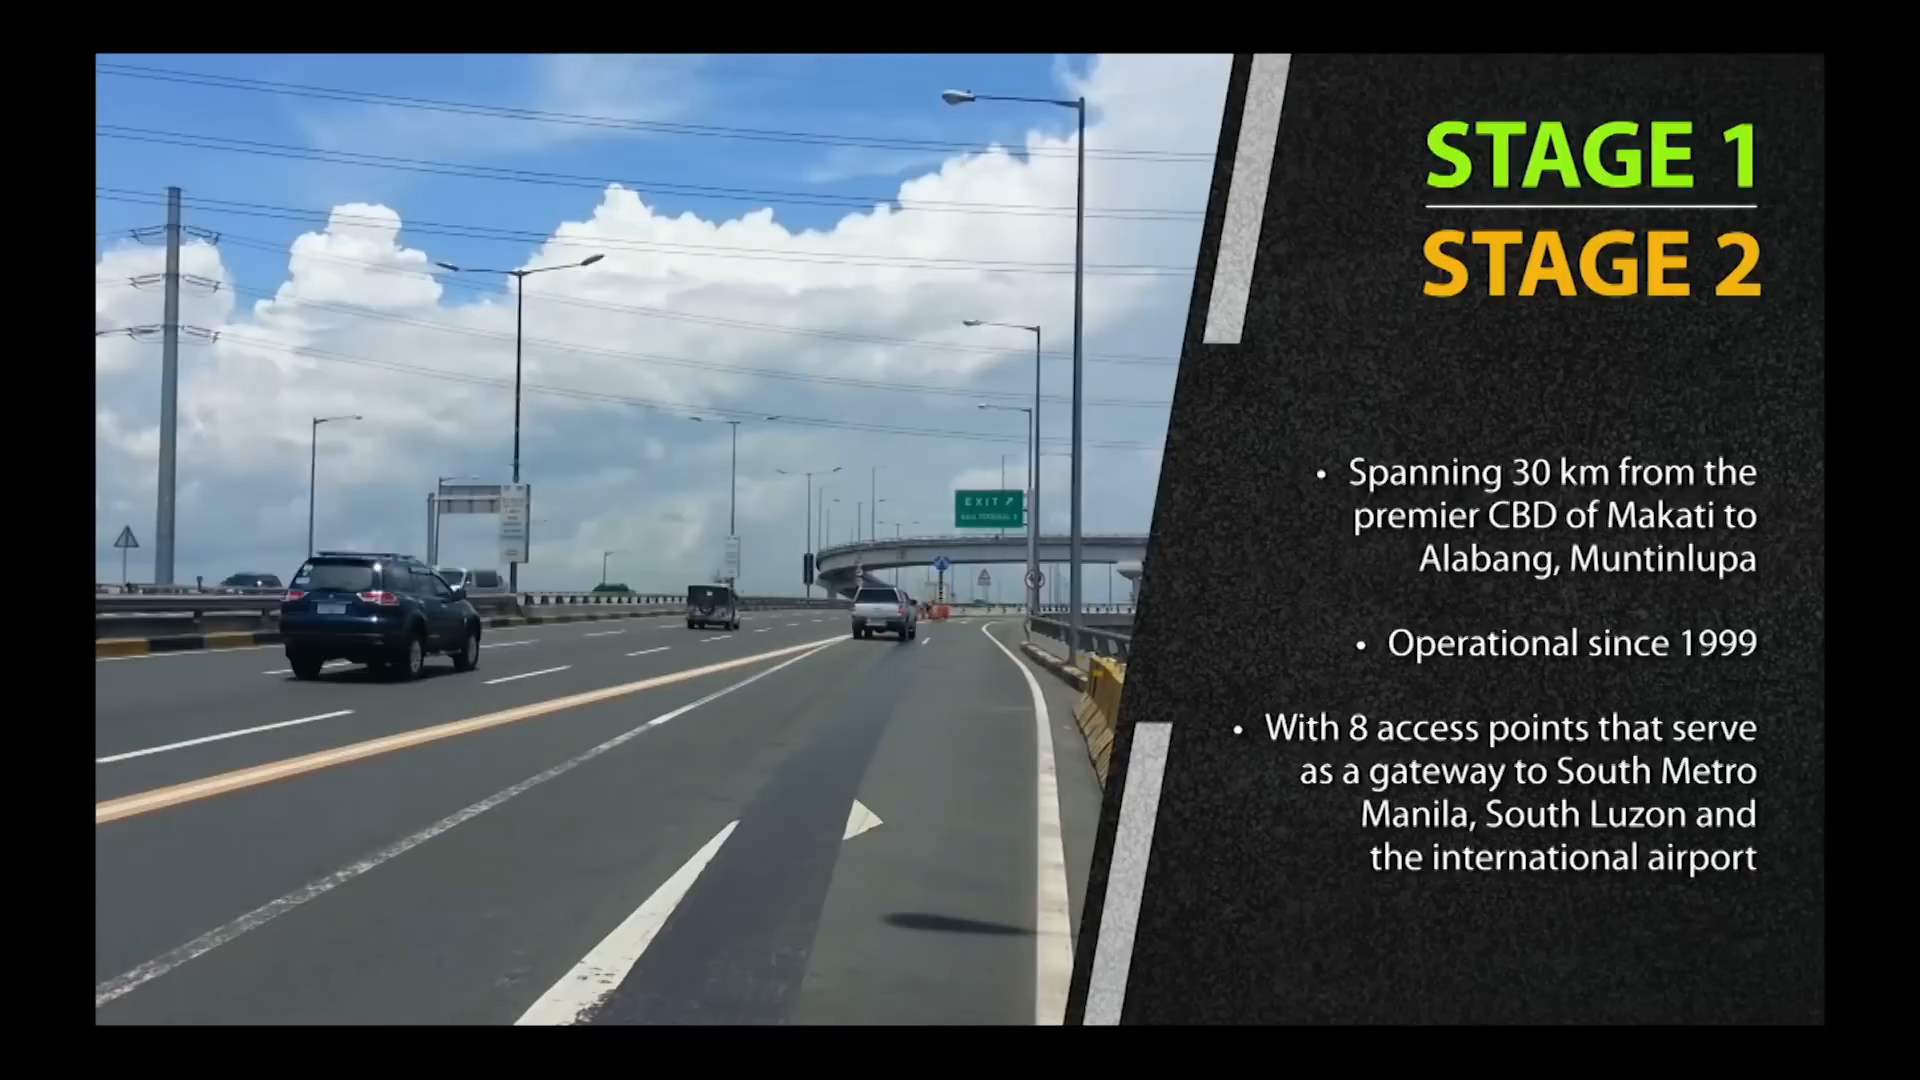 STAGE 1
STAGE 2
• Spanning 30 km from the
premier CBD of Makati to
Alabang, Muntinlupa
• Operational since 1999
• With 8 access points that serve
as a gateway to South Metro
Manila, South Luzon and
the international airport
EXIT